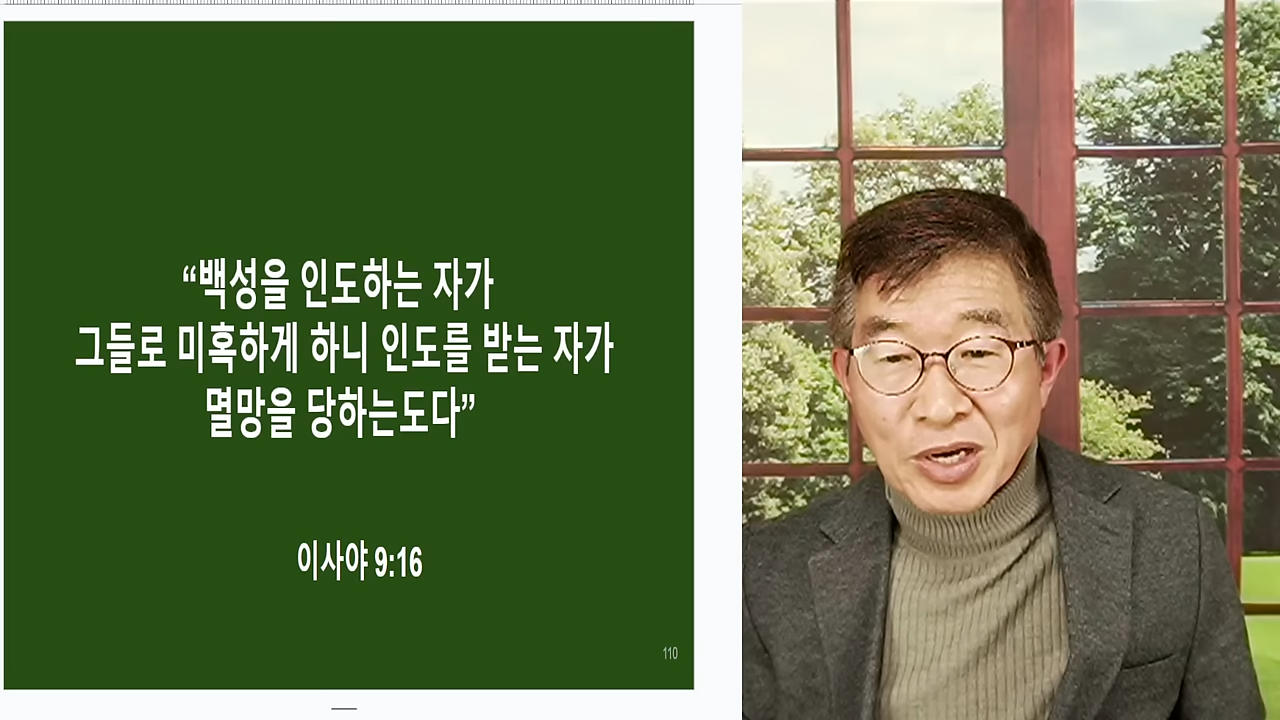 “백성을 인도하는 자가
그들로 미혹하게 하니 인도를 받는 자가
멸망을 당하는도다”
이사야 9:16
110